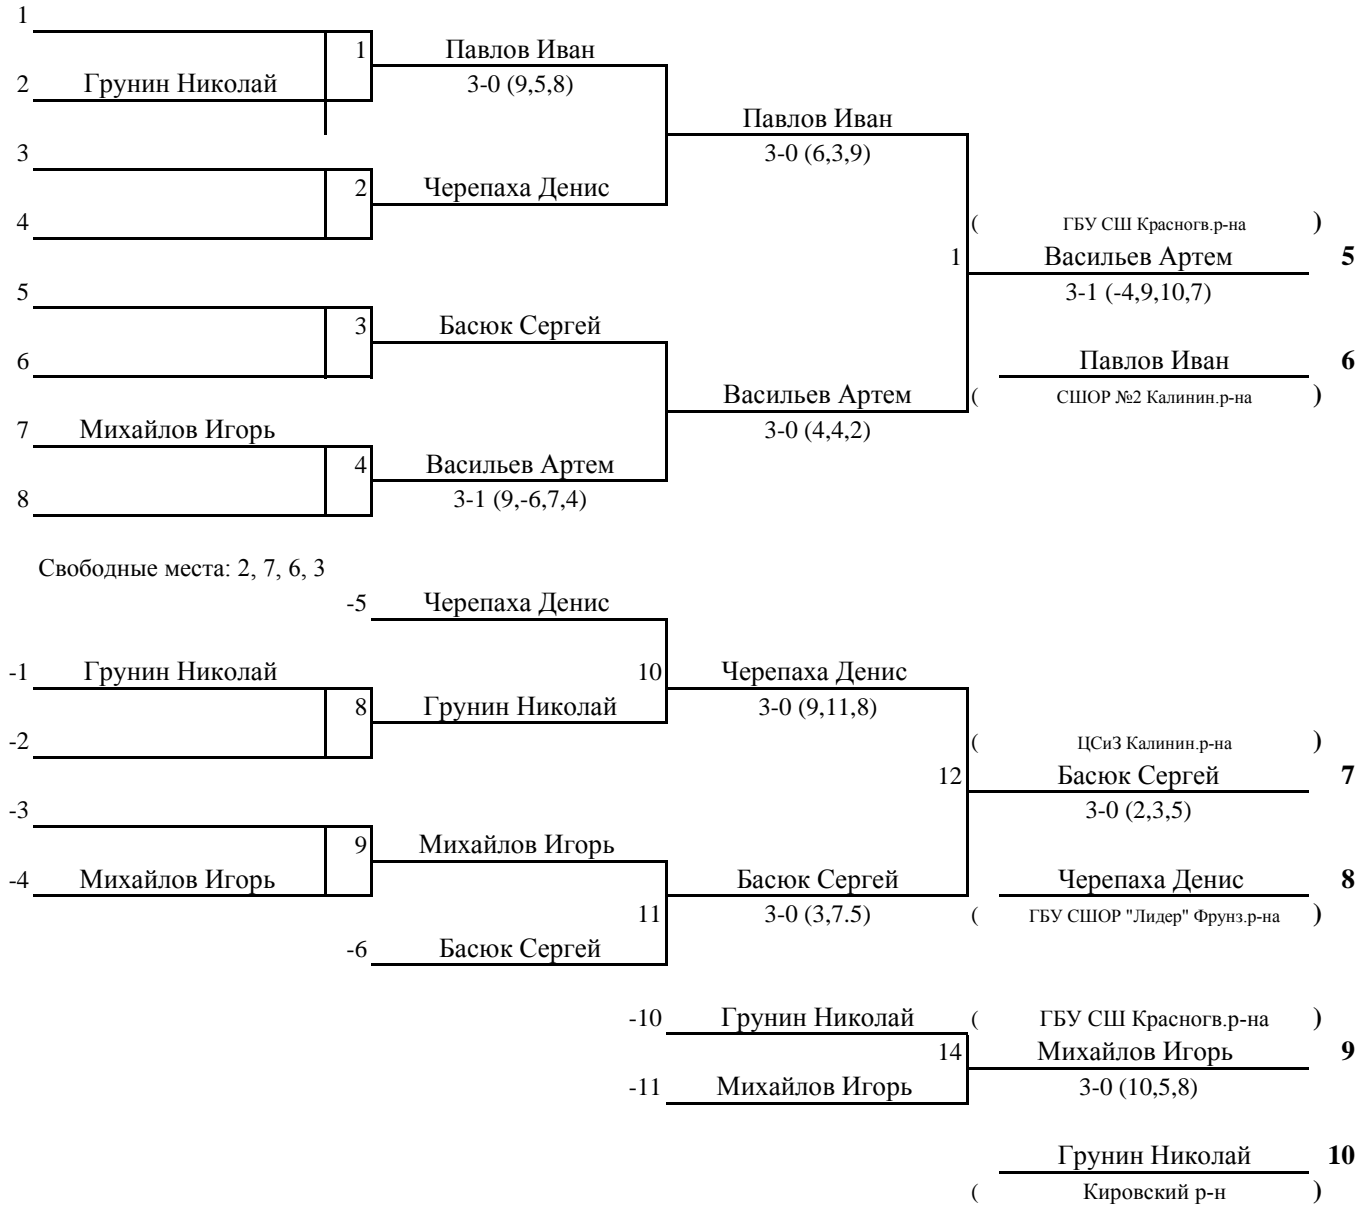 1
1 Павлов Иван
2 Грунин Николай 3-0 (9,5,8)
Павлов Иван
3 3-0 (6,3,9)
2 Черепаха Денис
4 ( ГБУ СШ Красногв.р-на )
1 Васильев Артем 5
5 3-1 (-4,9,10,7)
3 Басюк Сергей
6 Павлов Иван 6
Васильев Артем ( СШОР №2 Калинин.р-на )
7 Михайлов Игорь 3-0 (4,4,2)
4 Васильев Артем
8 3-1 (9,-6,7,4)
Свободные места: 2, 7, 6, 3
-5 Черепаха Денис
-1 Грунин Николай 10 Черепаха Денис
8 Грунин Николай 3-0 (9,11,8)
-2 ( ЦСиЗ Калинин.р-на )
12 Басюк Сергей 7
-3 3-0 (2,3,5)
9 Михайлов Игорь
-4 Михайлов Игорь Басюк Сергей Черепаха Денис 8
11 3-0 (3,7.5) ( ГБУ СШОР "Лидер" Фрунз.р-на )
-6 Басюк Сергей
-10 Грунин Николай ( ГБУ СШ Красногв.р-на )
14 Михайлов Игорь 9
-11 Михайлов Игорь 3-0 (10,5,8)
Грунин Николай 10
( Кировский р-н )